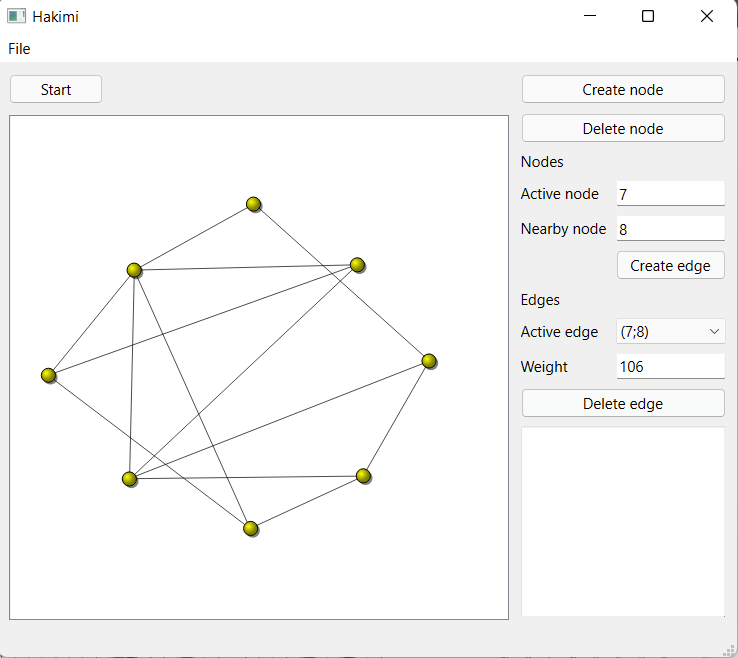 Hakimi
File
Start
Create node
Delete node
Nodes
Active node 7
Nearby node 8
Create edge
Edges
Active edge (7;8)
Weight 106
Delete edge